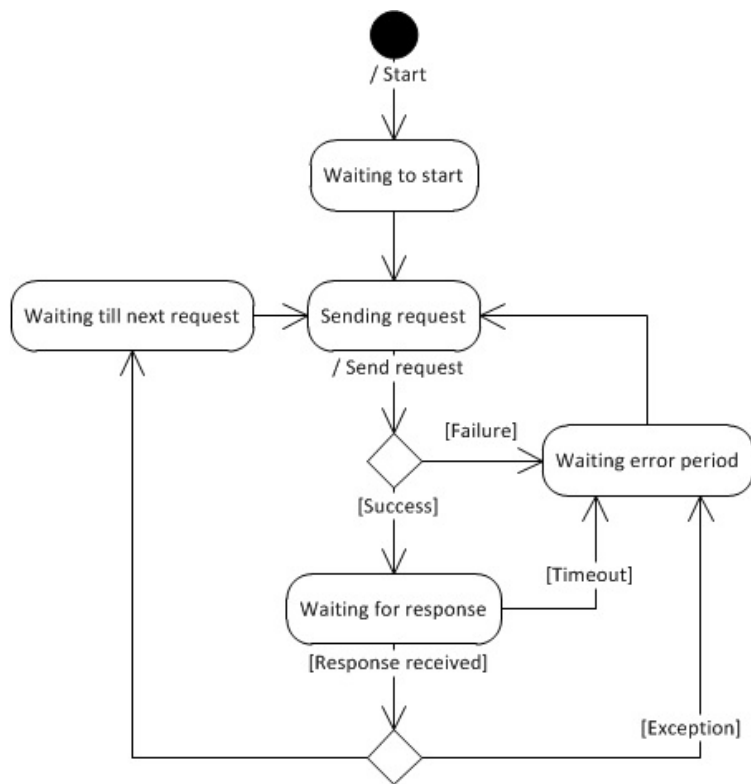 / Start
Waiting to start
Waiting till next request
Sending request
/ Send request
[Failure]
Waiting error period
[Success]
[Timeout]
Waiting for response
[Response received]
[Exception]